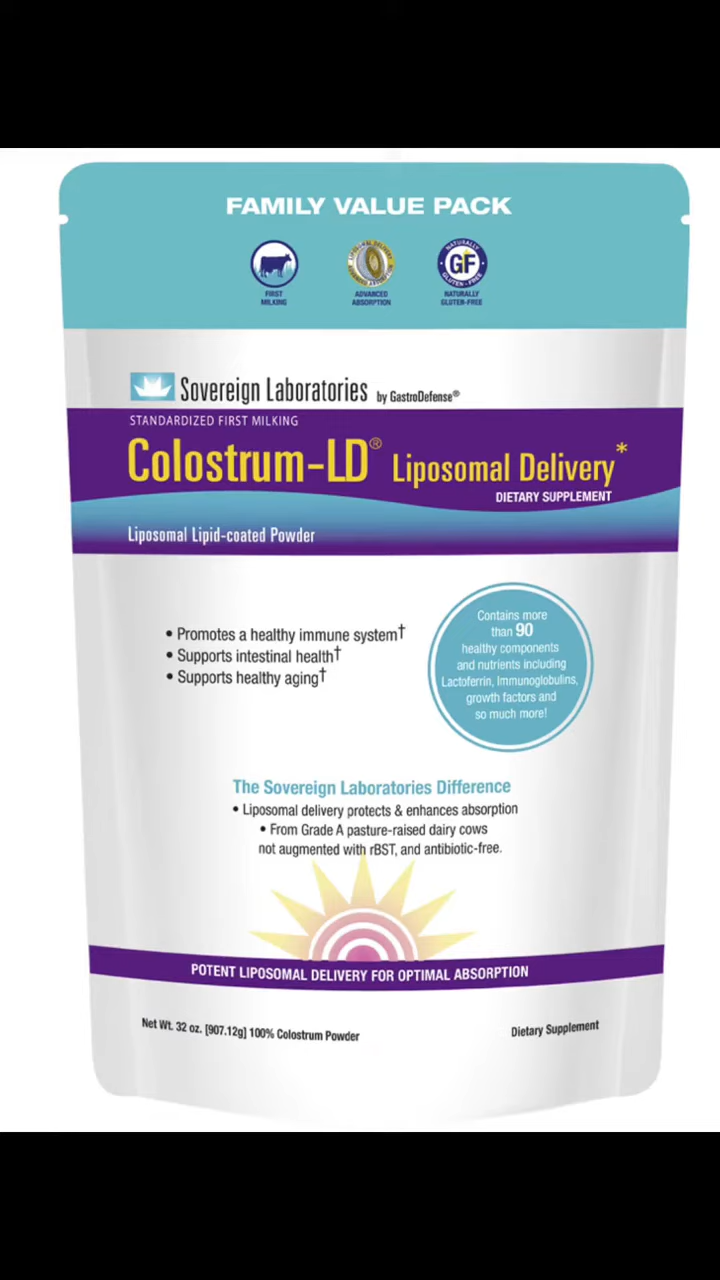 FAMILY VALUE PACK
FIRST MILKING
ADVANCED ABSORPTION
NATURALLY GLUTEN-FREE
GF
NATURALLY GLUTEN-FREE
Sovereign Laboratories by GastroDefense®
STANDARDIZED FIRST MILKING
Colostrum-LD® Liposomal Delivery*
DIETARY SUPPLEMENT
Liposomal Lipid-coated Powder
• Promotes a healthy immune system†
• Supports intestinal health†
• Supports healthy aging†
Contains more
than 90
healthy components
and nutrients including
Lactoferrin, Immunoglobulins,
growth factors and
so much more!
The Sovereign Laboratories Difference
• Liposomal delivery protects & enhances absorption
• From Grade A pasture-raised dairy cows
not augmented with rBST, and antibiotic-free.
POTENT LIPOSOMAL DELIVERY FOR OPTIMAL ABSORPTION
Net Wt. 32 oz. [907.12g] 100% Colostrum Powder
Dietary Supplement